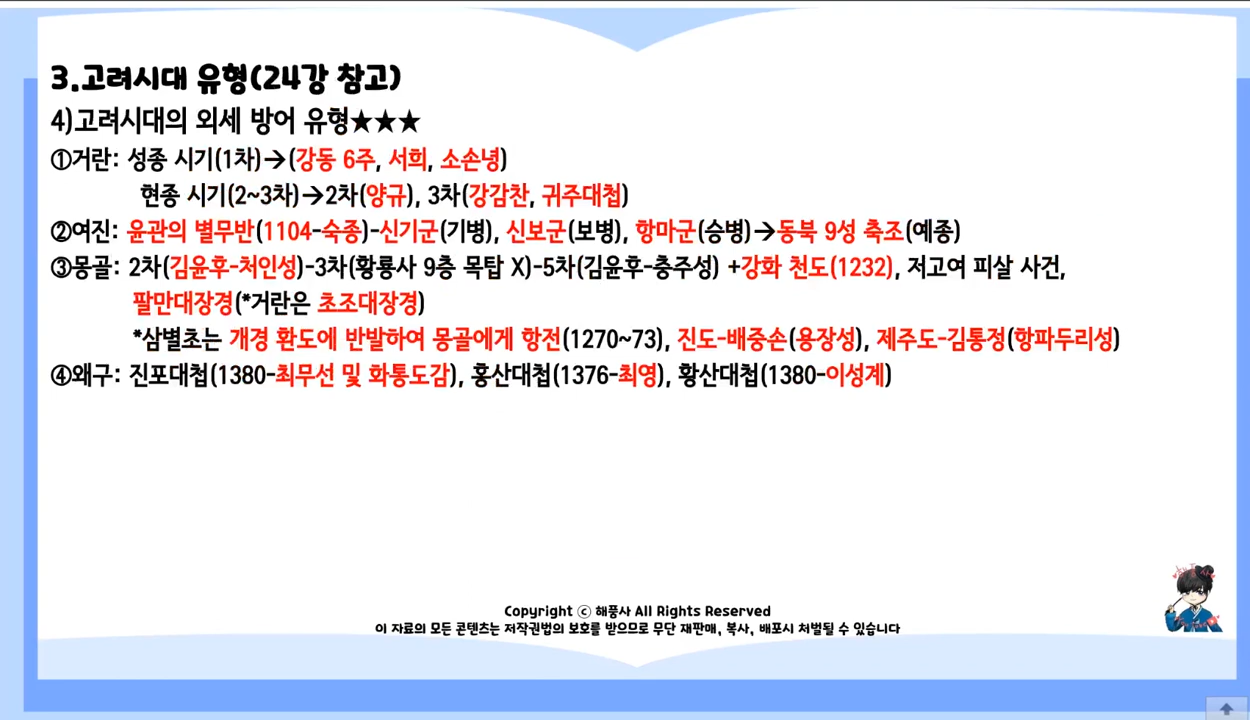 3.고려시대 유형(24강 참고)
4)고려시대의 외세 방어 유형★★★
①거란: 성종 시기(1차)→(강동 6주, 서희, 소손녕)
현종 시기(2~3차)→2차(양규), 3차(강감찬, 귀주대첩)
②여진: 윤관의 별무반(1104-숙종)-신기군(기병), 신보군(보병), 항마군(승병)→동북 9성 축조(예종)
③몽골: 2차(김윤후-처인성)-3차(황룡사 9층 목탑 X)-5차(김윤후-충주성) +강화 천도(1232), 저고여 피살 사건,
팔만대장경(*거란은 초조대장경)
*삼별초는 개경 환도에 반발하여 몽골에게 항전(1270~73), 진도-배중손(용장성), 제주도-김통정(항파두리성)
④왜구: 진포대첩(1380-최무선 및 화통도감), 홍산대첩(1376-최영), 황산대첩(1380-이성계)
Copyright ⓒ 해풍사 All Rights Reserved
이 자료의 모든 콘텐츠는 저작권법의 보호를 받으므로 무단 재판매, 복사, 배포시 처벌될 수 있습니다